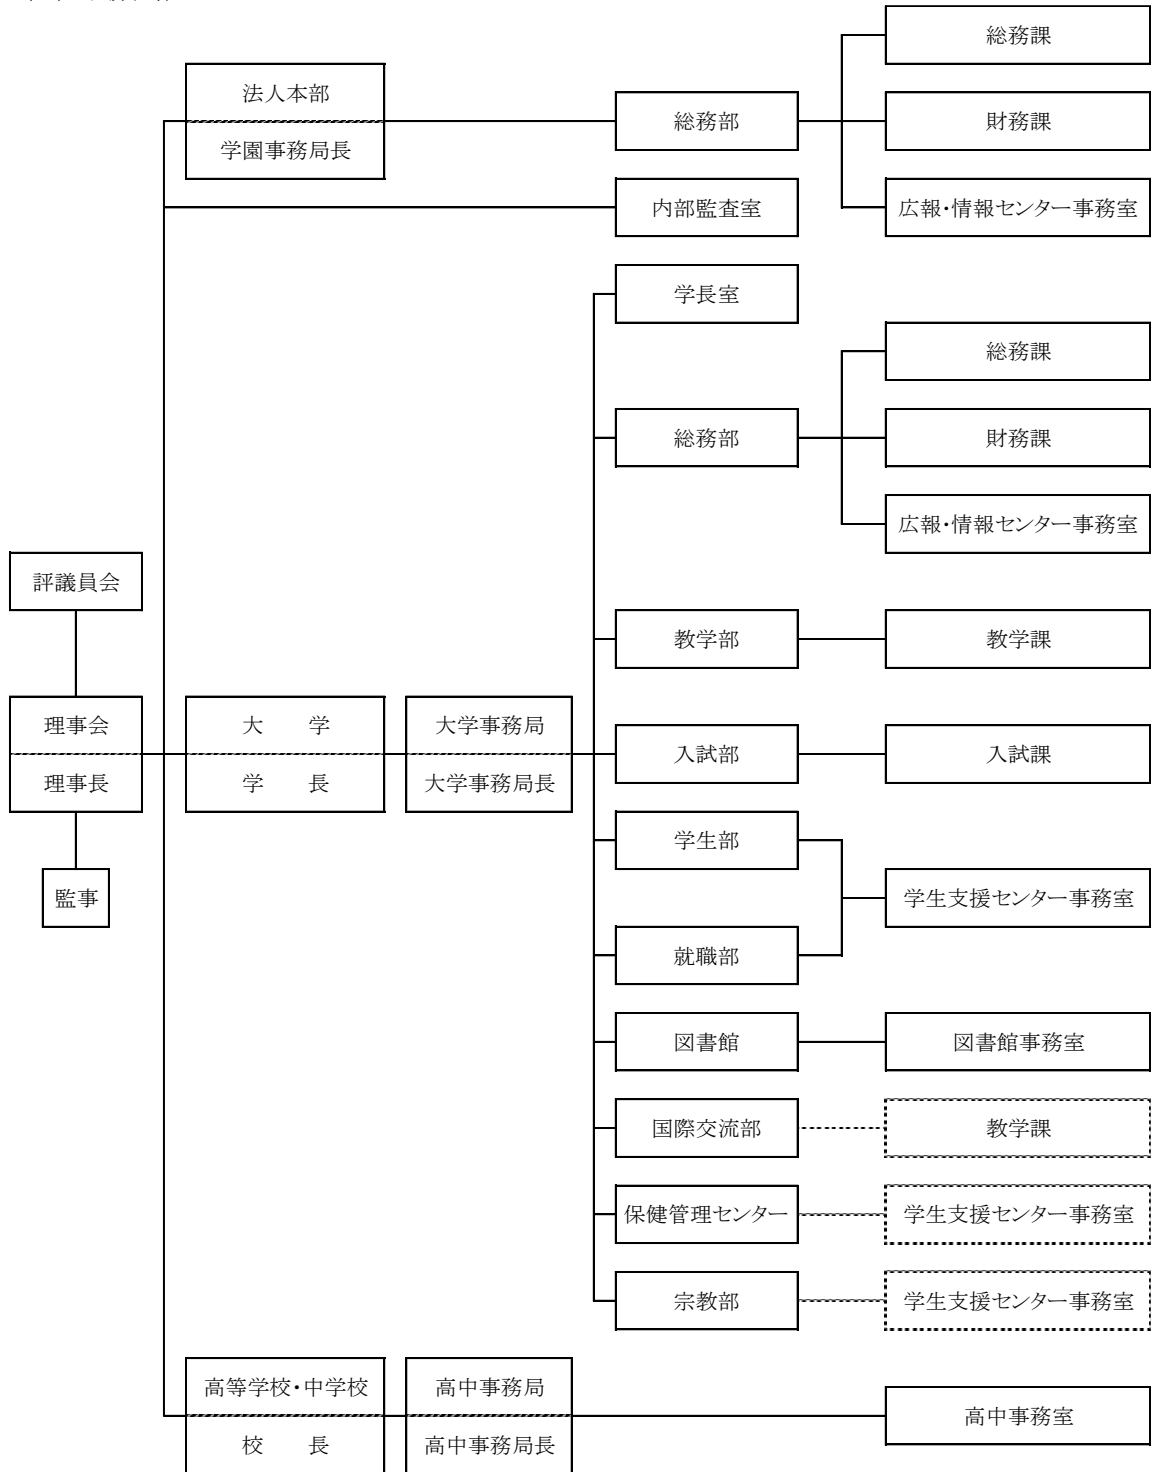 総務課
法人本部
学園事務局長
総務部
財務課
内部監査室
広報・情報センター事務室
学長室
総務課
総務部
財務課
広報・情報センター事務室
評議員会
教学部
教学課
理事会
理事長
大　　学
学　　長
大学事務局
大学事務局長
入試部
入試課
学生部
監事
学生支援センター事務室
就職部
図書館
図書館事務室
国際交流部
教学課
保健管理センター
学生支援センター事務室
宗教部
学生支援センター事務室
高等学校・中学校
校　　長
高中事務局
高中事務局長
高中事務室